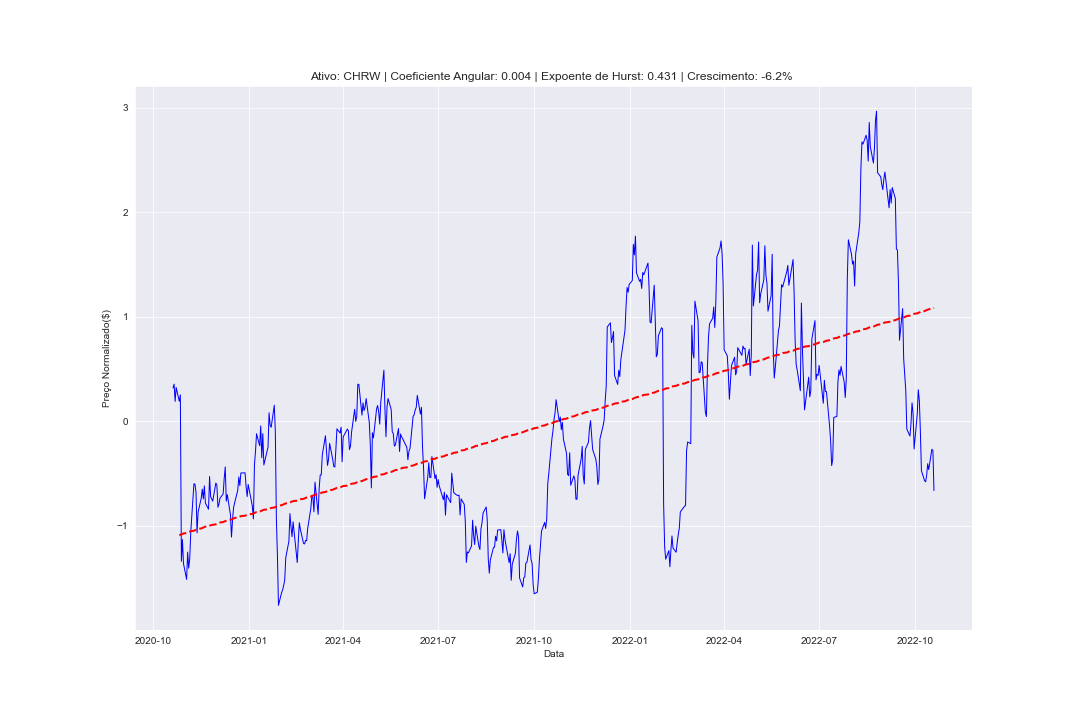 Ativo: CHRW | Coeficiente Angular: 0.004 | Expoente de Hurst: 0.431 | Crescimento: -6.2%
3
2
1
0
−1
Preço Normalizado($)
2020-10 2021-01 2021-04 2021-07 2021-10 2022-01 2022-04 2022-07 2022-10
Data